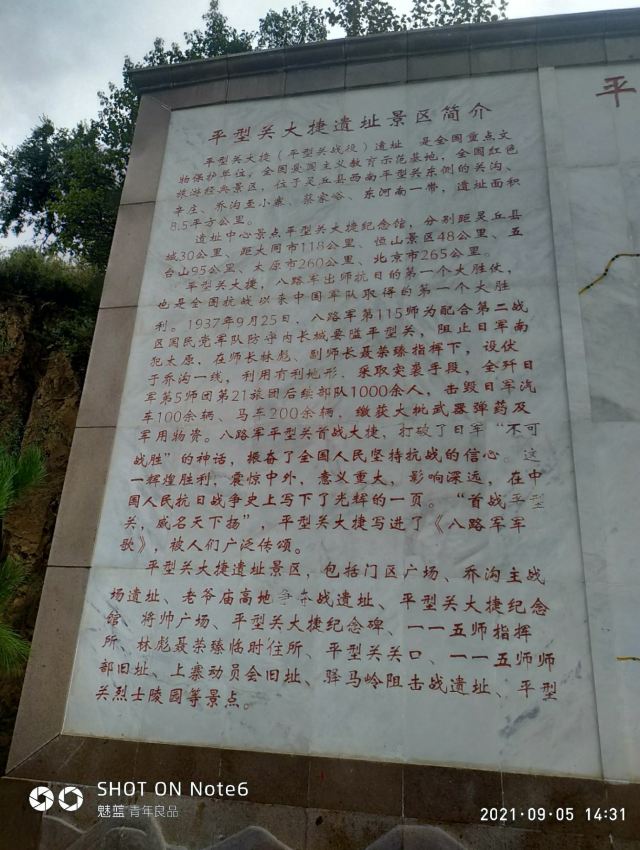 平型关大捷遗址景区简介
平型关大捷（平型关战役）遗址 是全国重点文
物保护单位，全国爱国主义教育示范基地，全国红色
旅游经典景区，位于灵丘县西南平型关东侧的关沟、
辛庄、乔沟至小寨、蔡家峪、东河南一带，遗址面积
8.5平方公里。
遗址中心景点平型关大捷纪念馆，分别距灵丘县
城30公里、距大同市118公里、恒山景区48公里、五
台山95公里、太原市260公里、北京市265公里。
平型关大捷，八路军出师抗日的第一个大胜仗，
也是全国抗战以来中国军队取得的第一个大胜
利。1937年9月25日，八路军第115师为配合第二战
区国民党军队防守内长城要隘平型关，阻止日军南
犯太原，在师长林彪、副师长聂荣臻指挥下，设伏
于乔沟一线，利用有利地形，采取突袭手段，全歼日
军第5师团第21旅团后续部队1000余人，击毁日军汽
车100余辆、马车200余辆，缴获大批武器弹药及
军用物资。八路军平型关首战大捷，打破了日军“不可
战胜”的神话，振奋了全国人民坚持抗战的信心。这
一辉煌胜利，震惊中外，意义重大，影响深远，在中
国人民抗日战争史上写下了光辉的一页。“首战平型
关，威名天下扬”，平型关大捷写进了《八路军军
歌》，被人们广泛传颂。
平型关大捷遗址景区，包括门区广场、乔沟主战
场遗址、老爷庙高地争夺战遗址、平型关大捷纪念
馆、将帅广场、平型关大捷纪念碑、一一五师指挥
所、林彪聂荣臻临时住所、平型关关口、一一五师师
部旧址、上寨动员会旧址、驿马岭阻击战遗址、平型
关烈士陵园等景点。
平
SHOT ON Note6
魅蓝 青年良品
2021.09.05 14:31